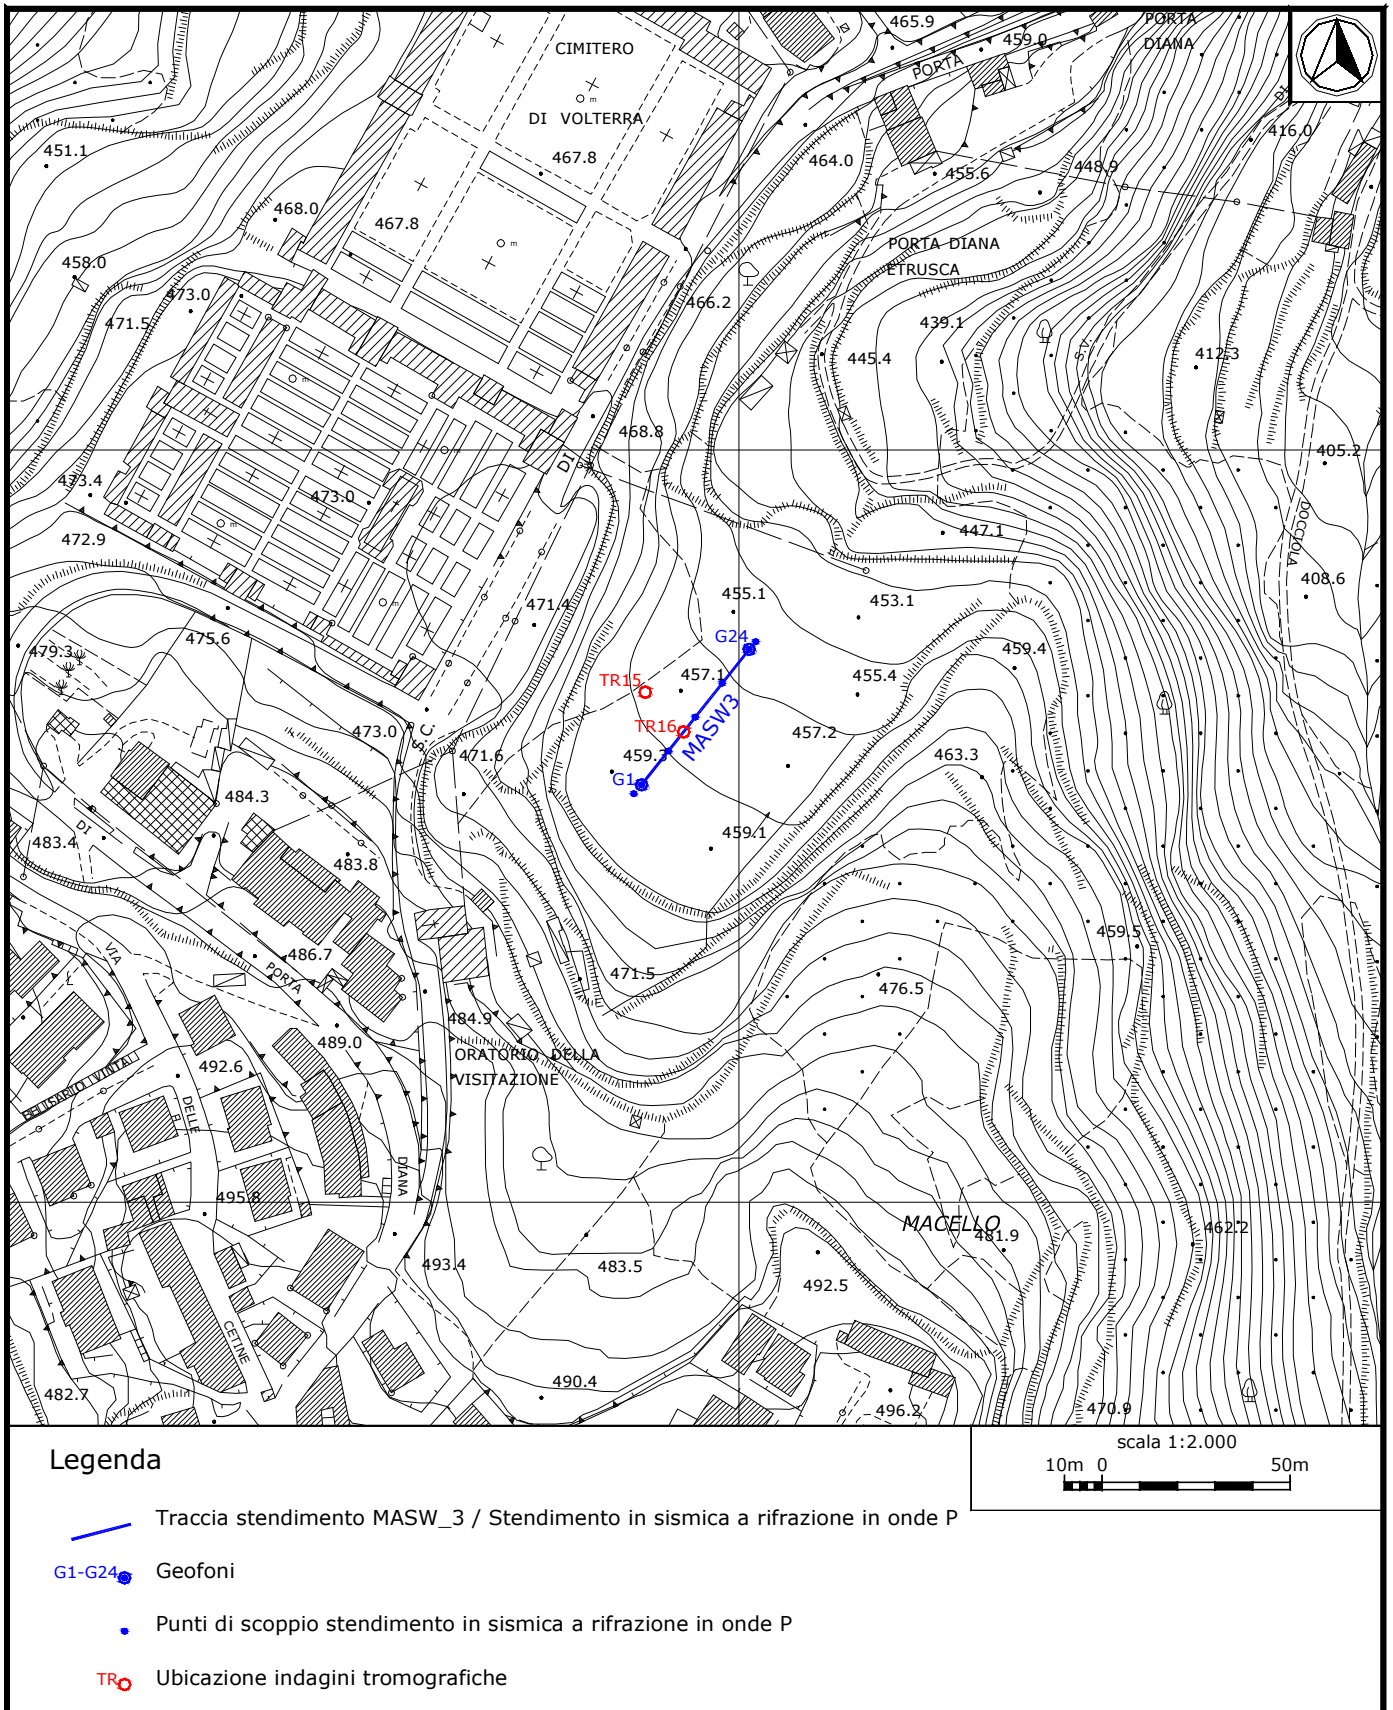 CIMITERO
DI VOLTERRA
467.8
467.8
465.9
459.0
PORTA
PORTA
DIANA
DI
416.0
451.1
464.0
455.6
448.9
468.0
458.0
473.0
471.5
PORTA DIANA
ETRUSCA
466.2
439.1
445.4
S.V.
412.3
468.8
DI
405.2
473.4
473.0
472.9
447.1
DOCCIOLA
408.6
471.4
455.1
453.1
475.6
479.3
G24
459.4
TR15
457.1
455.4
TR16
MASW3
473.0
S.C.
471.6
457.2
459.3
463.3
G1
484.3
DI
483.4
459.1
483.8
VIA
486.7
PORTA
459.5
471.5
476.5
484.9
489.0
ORATORIO DELLA
VISITAZIONE
492.6
BELISARIO VINTA
DELLE
DIANA
495.8
MACELLO
481.9
462.2
493.4
483.5
492.5
CETINE
482.7
490.4
496.2
470.9
Legenda
scala 1:2.000
10m 0 50m
Traccia stendimento MASW_3 / Stendimento in sismica a rifrazione in onde P
G1-G24 Geofoni
Punti di scoppio stendimento in sismica a rifrazione in onde P
TR Ubicazione indagini tromografiche